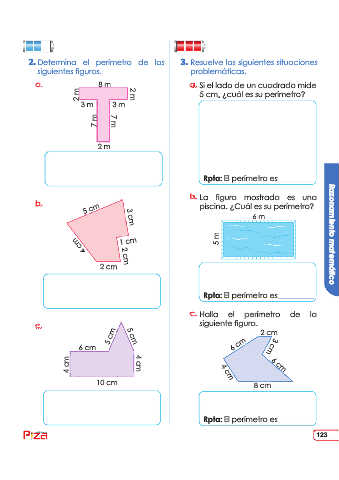 2. Determina el perímetro de las
siguientes figuras.
a.
8 m
2 m
2 m
3 m
3 m
7 m
7 m
2 m
b.
5 cm
3 cm
1 cm
2 cm
4 cm
2 cm
c.
5 cm
5 cm
6 cm
4 cm
4 cm
10 cm
3. Resuelve las siguientes situaciones
problemáticas.
a. Si el lado de un cuadrado mide
5 cm, ¿cuál es su perímetro?
Rpta: El perímetro es
b. La figura mostrada es una
piscina. ¿Cuál es su perímetro?
6 m
5 m
Rpta: El perímetro es
c. Halla el perímetro de la
siguiente figura.
2 cm
6 cm
3 cm
6 cm
4 cm
8 cm
Rpta: El perímetro es
Razonamiento matemático
123